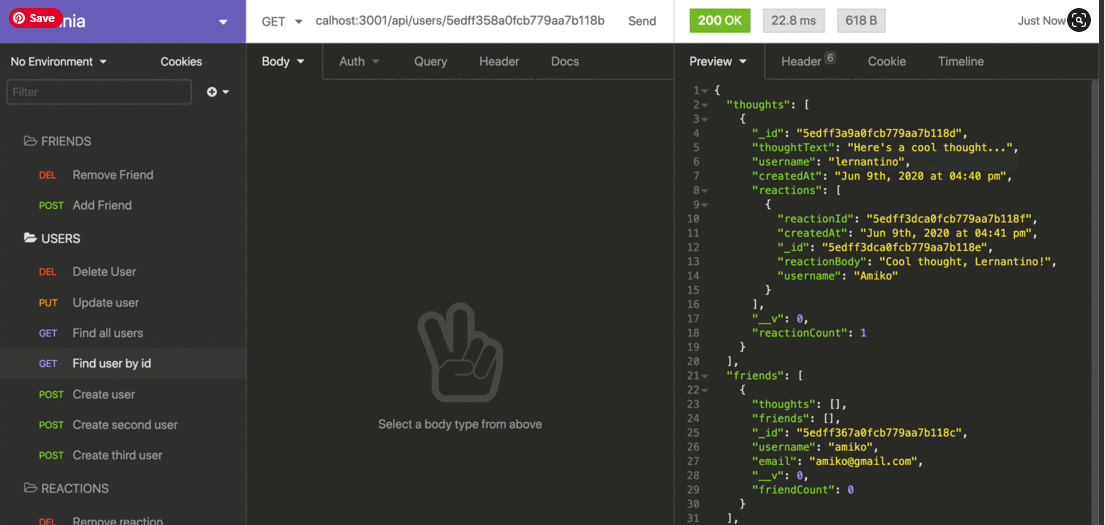 Save
nia
GET calhost:3001/api/users/5edff358a0fcb779aa7b118b Send
200 OK 22.8 ms 618 B Just Now
No Environment Cookies
Body Auth Query Header Docs
Preview Header 6 Cookie Timeline
Filter
FRIENDS
DEL Remove Friend
POST Add Friend
USERS
DEL Delete User
PUT Update user
GET Find all users
GET Find user by id
POST Create user
POST Create second user
POST Create third user
REACTIONS
DEL Remove reaction
Select a body type from above
1 {
2 "thoughts": [
3 {
4 "_id": "5edff3a9a0fcb779aa7b118d",
5 "thoughtText": "Here's a cool thought...",
6 "username": "lernantino",
7 "createdAt": "Jun 9th, 2020 at 04:40 pm",
8 "reactions": [
9 {
10 "reactionId": "5edff3dca0fcb779aa7b118f",
11 "createdAt": "Jun 9th, 2020 at 04:41 pm",
12 "_id": "5edff3dca0fcb779aa7b118e",
13 "reactionBody": "Cool thought, Lernantino!",
14 "username": "Amiko"
15 }
16 ],
17 "__v": 0,
18 "reactionCount": 1
19 }
20 ],
21 "friends": [
22 {
23 "thoughts": [],
24 "friends": [],
25 "_id": "5edff367a0fcb779aa7b118c",
26 "username": "amiko",
27 "email": "amiko@gmail.com",
28 "__v": 0,
29 "friendCount": 0
30 }
31 ],